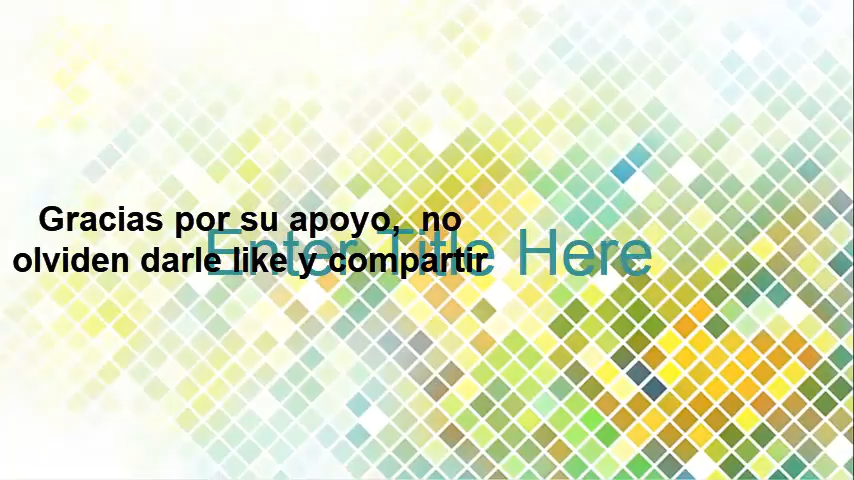 Gracias por su apoyo,  no
olviden darle like y compartir
Enter Title Here